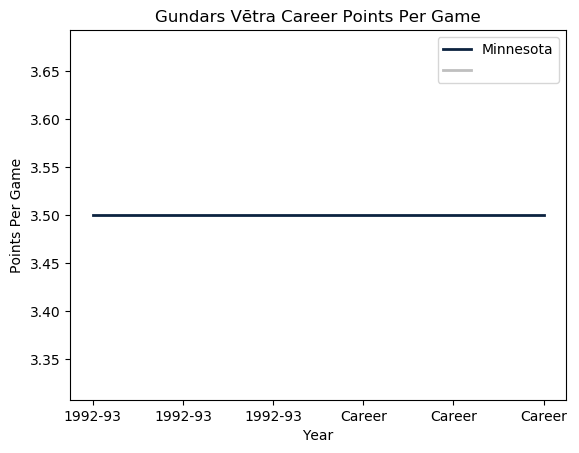 Gundars Vētra Career Points Per Game
Minnesota
Points Per Game
3.65
3.60
3.55
3.50
3.45
3.40
3.35
1992-93 1992-93 1992-93 Career Career Career
Year